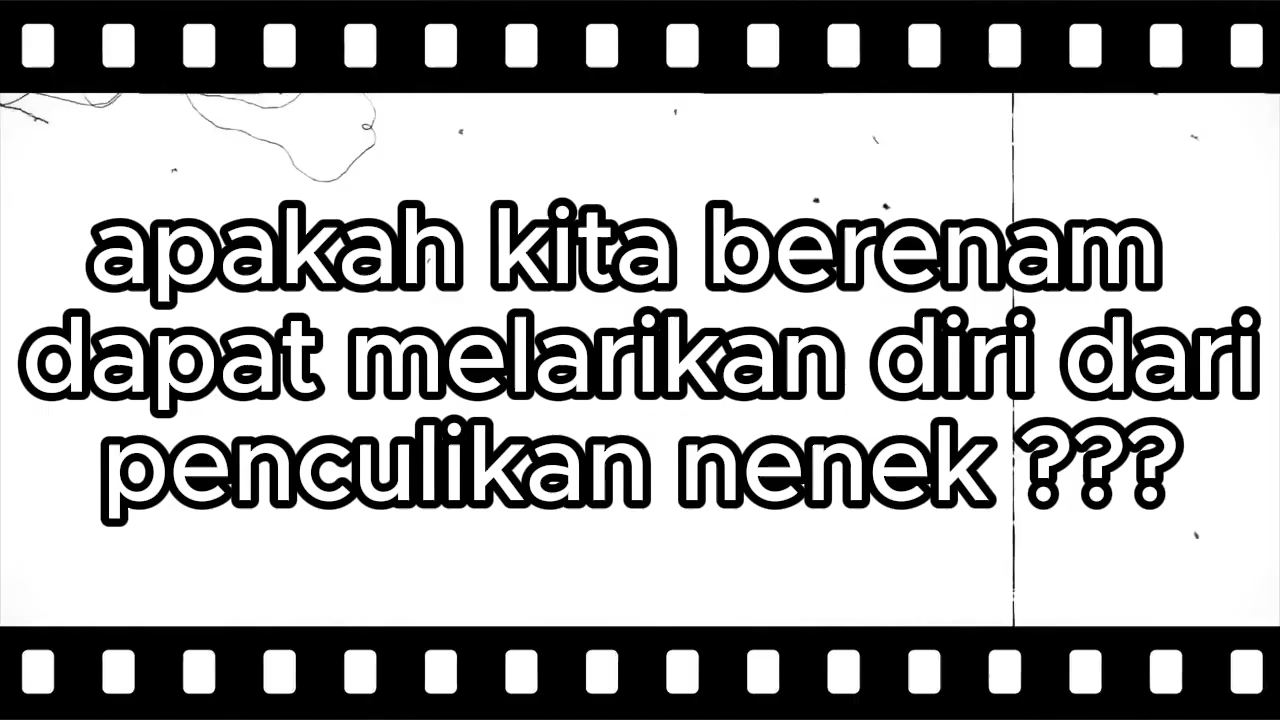 apakah kita berenam
dapat melarikan diri dari
penculikan nenek ???